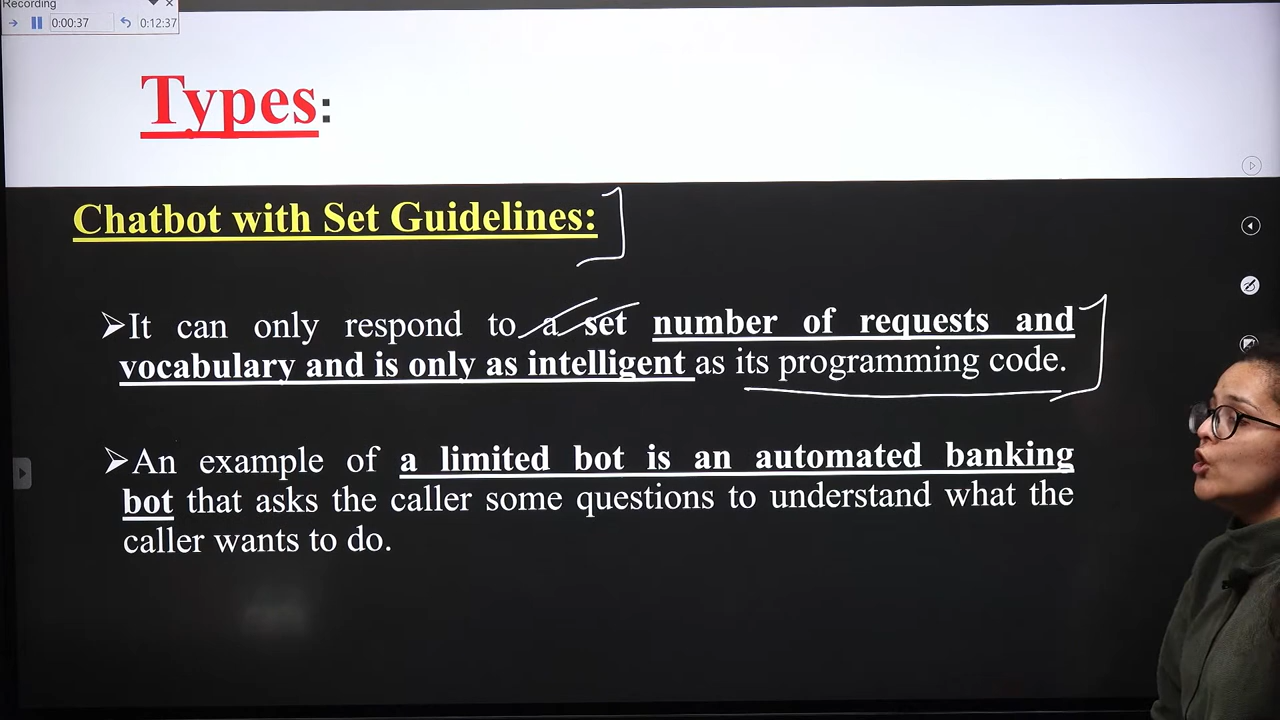 Recording
0:00:37
0:12:37
Types:
Chatbot with Set Guidelines:
➢It can only respond to a set number of requests and
vocabulary and is only as intelligent as its programming code.
➢An example of a limited bot is an automated banking
bot that asks the caller some questions to understand what the
caller wants to do.